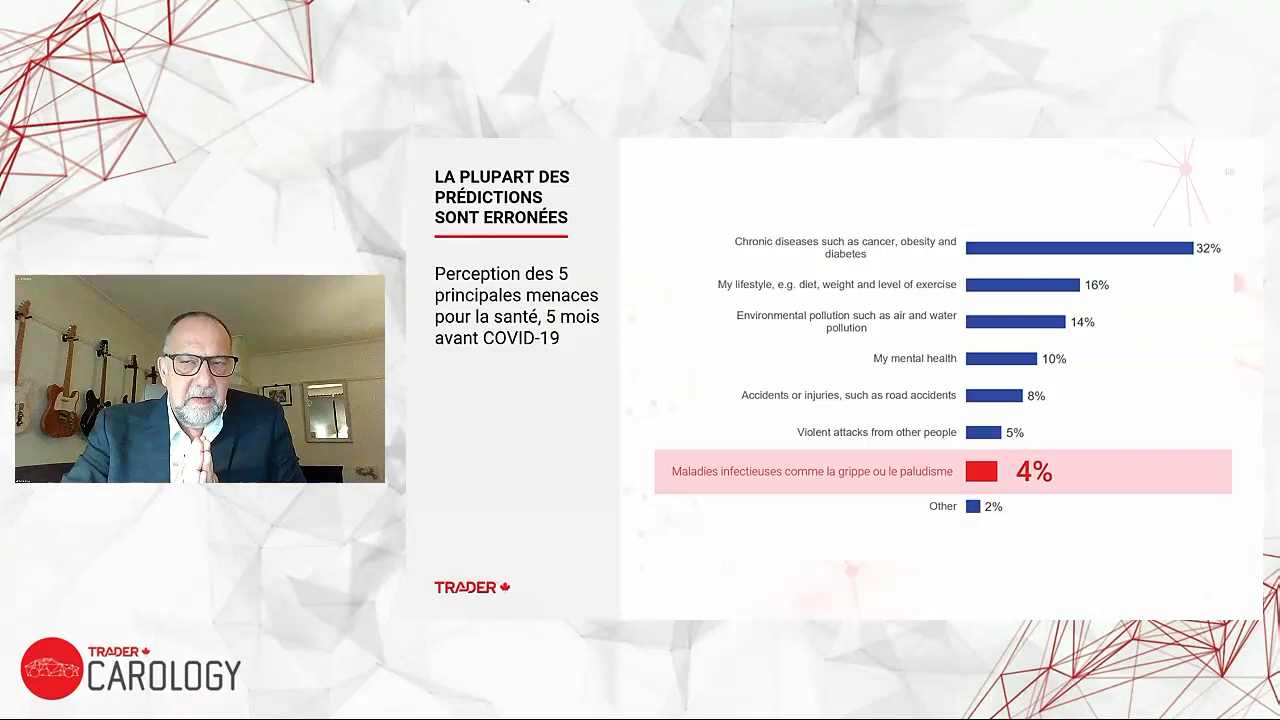 LA PLUPART DES
PRÉDICTIONS
SONT ERRONÉES
Perception des 5
principales menaces
pour la santé, 5 mois
avant COVID-19
TRADER
66
Chronic diseases such as cancer, obesity and
diabetes
32%
My lifestyle, e.g. diet, weight and level of exercise
16%
Environmental pollution such as air and water
pollution
14%
My mental health
10%
Accidents or injuries, such as road accidents
8%
Violent attacks from other people
5%
Maladies infectieuses comme la grippe ou le paludisme
4%
Other
2%
TRADER
CAROLOGY